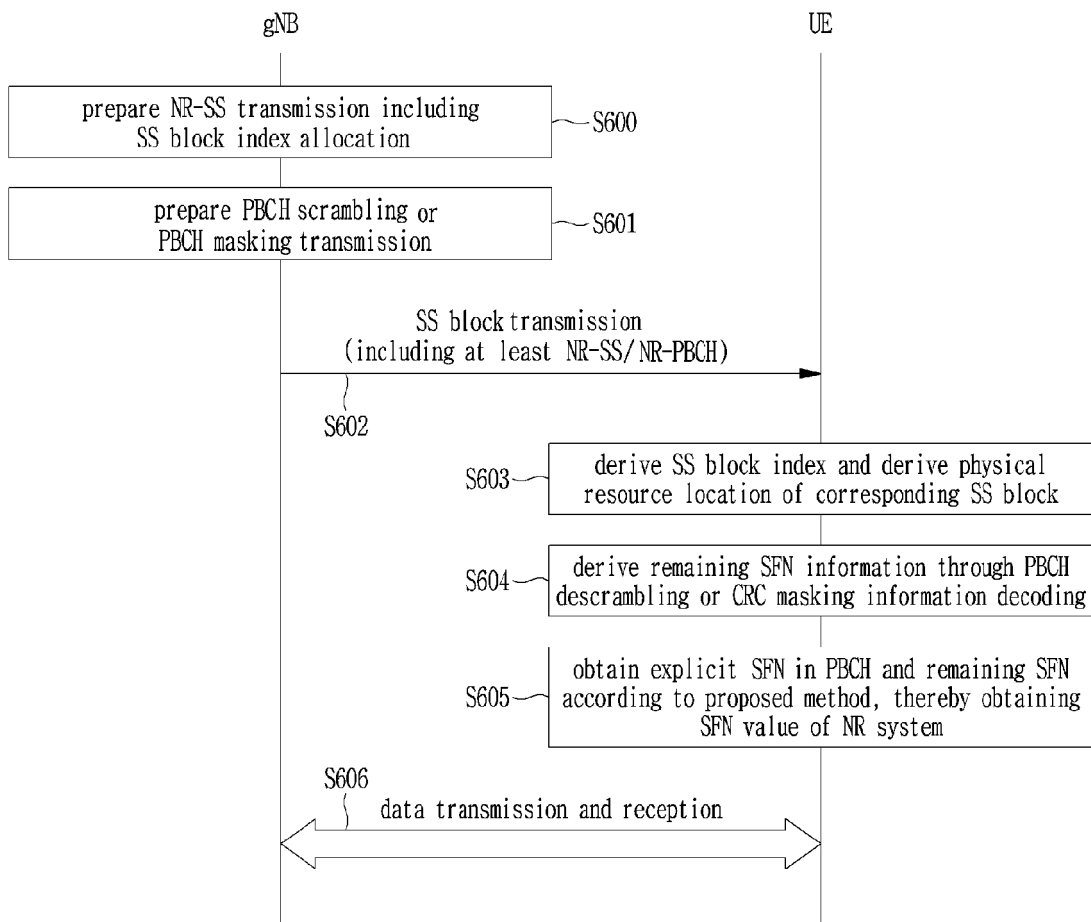 gNB
UE
prepare NR-SS transmission including
SS block index allocation
S600
prepare PBCH scrambling or
PBCH masking transmission
S601
SS block transmission
(including at least NR-SS/NR-PBCH)
S602
S603
derive SS block index and derive physical
resource location of corresponding SS block
S604
derive remaining SFN information through PBCH
descrambling or CRC masking information decoding
S605
obtain explicit SFN in PBCH and remaining SFN
according to proposed method, thereby obtaining
SFN value of NR system
S606
data transmission and reception